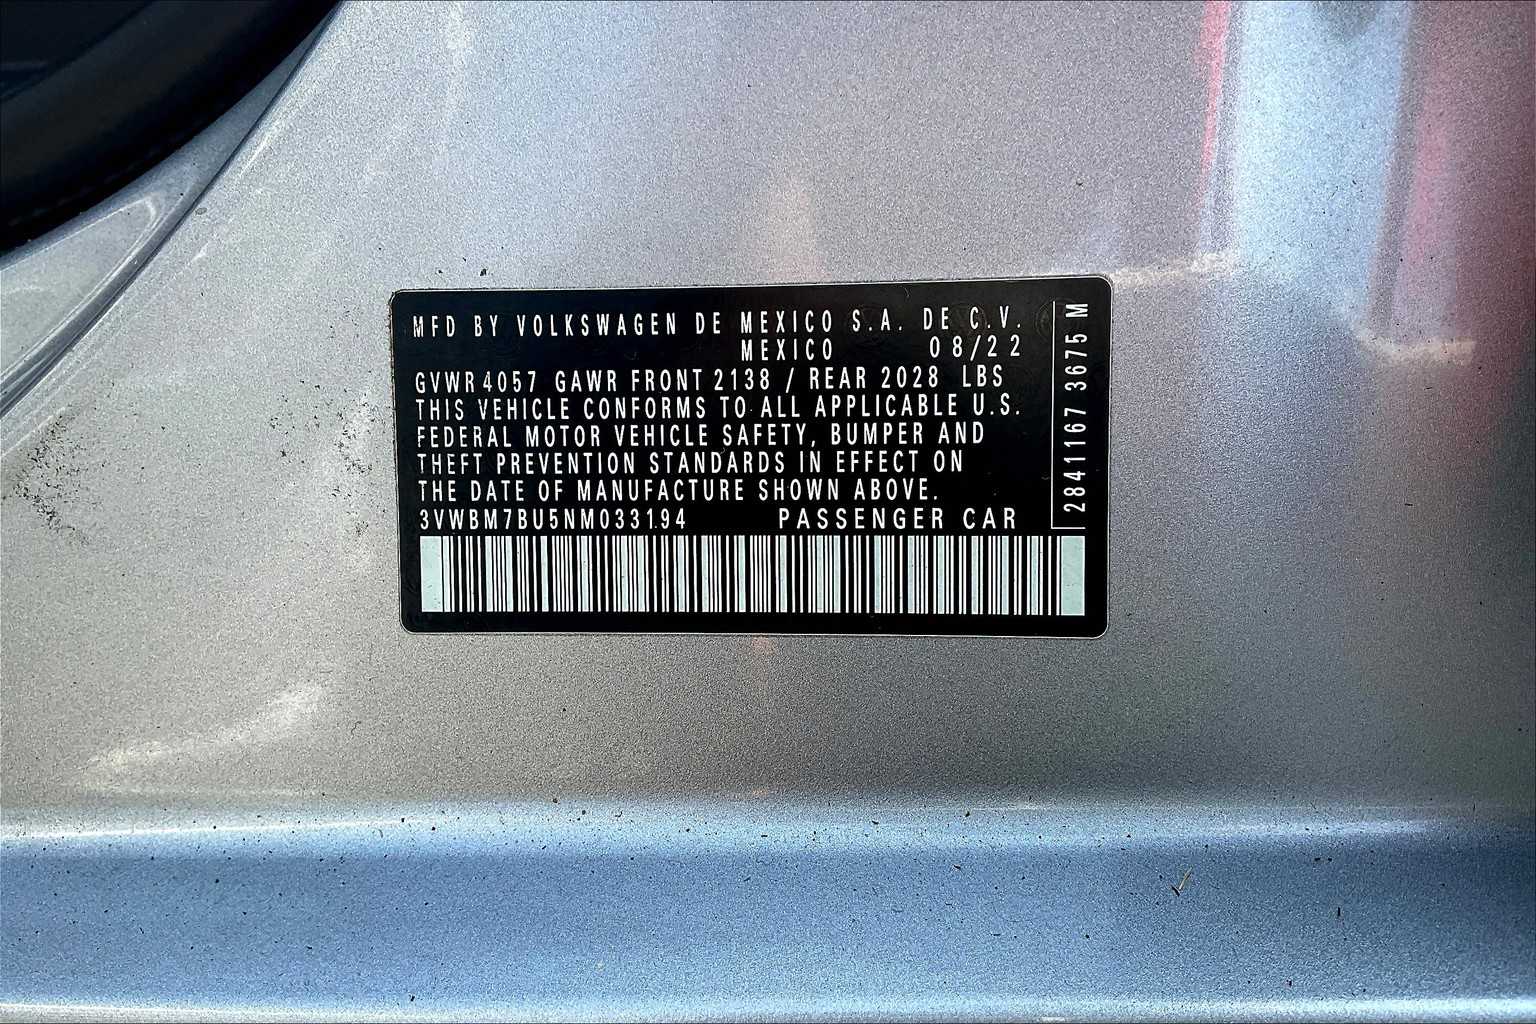 MFD BY VOLKSWAGEN DE MEXICO S.A. DE C.V.
MEXICO 08/22
GVWR 4057 GAWR FRONT 2138 / REAR 2028 LBS
THIS VEHICLE CONFORMS TO ALL APPLICABLE U.S.
FEDERAL MOTOR VEHICLE SAFETY, BUMPER AND
THEFT PREVENTION STANDARDS IN EFFECT ON
THE DATE OF MANUFACTURE SHOWN ABOVE.
3VWBM7BU5NM033194 PASSENGER CAR
2841167 3675 M